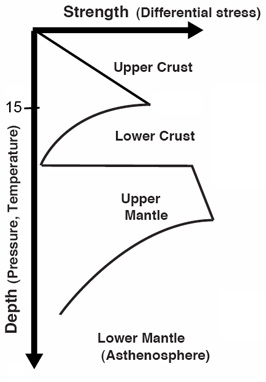 Strength (Differential stress)
Upper Crust
15
Lower Crust
Upper
Mantle
Depth (Pressure, Temperature)
Lower Mantle
(Asthenosphere)